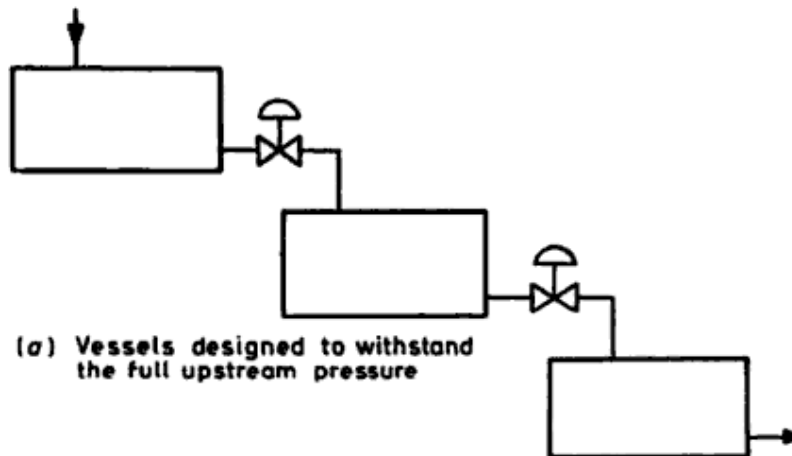 (a) Vessels designed to withstand
the full upstream pressure